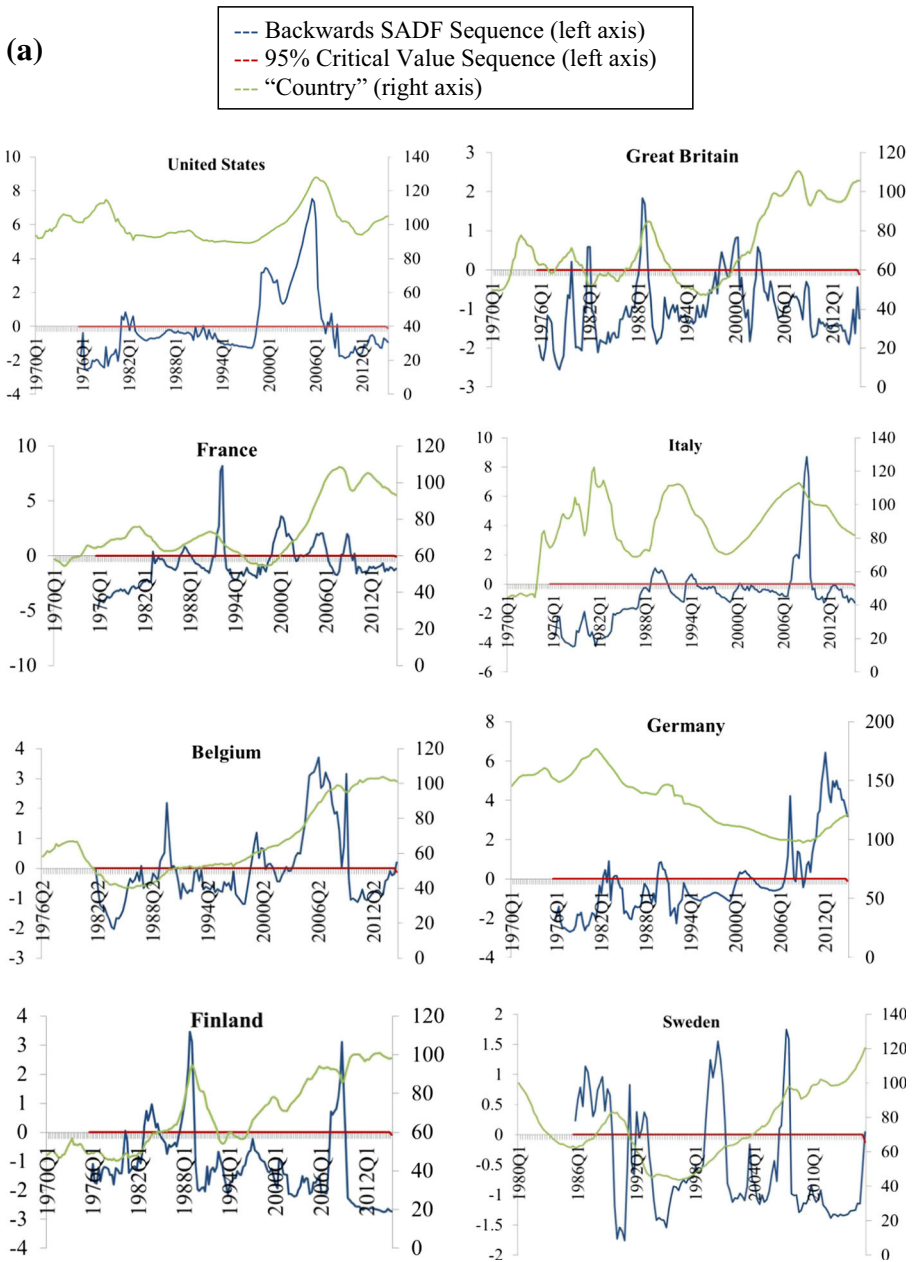 (a)
--- Backwards SADF Sequence (left axis)
--- 95% Critical Value Sequence (left axis)
--- “Country” (right axis)
United States
10
8
6
4
2
0
-2
-4
140
120
100
80
60
40
20
0
1970Q1
1976Q1
1982Q1
1988Q1
1994Q1
2000Q1
2006Q1
2012Q1
Great Britain
3
2
1
0
-1
-2
-3
120
100
80
60
40
20
0
1970Q1
1976Q1
1982Q1
1988Q1
1994Q1
2000Q1
2006Q1
2012Q1
France
10
5
0
-5
-10
120
100
80
60
40
20
0
1970Q1
1976Q1
1982Q1
1988Q1
1994Q1
2000Q1
2006Q1
2012Q1
Italy
10
8
6
4
2
0
-2
-4
-6
140
120
100
80
60
40
20
0
1970Q1
1976Q1
1982Q1
1988Q1
1994Q1
2000Q1
2006Q1
2012Q1
Belgium
4
3
2
1
0
-1
-2
-3
120
100
80
60
40
20
0
1976Q2
1982Q2
1988Q2
1994Q2
2000Q2
2006Q2
2012Q2
Germany
8
6
4
2
0
-2
-4
200
150
100
50
0
1970Q1
1976Q1
1982Q1
1988Q1
1994Q1
2000Q1
2006Q1
2012Q1
Finland
4
3
2
1
0
-1
-2
-3
-4
120
100
80
60
40
20
0
1970Q1
1976Q1
1982Q1
1988Q1
1994Q1
2000Q1
2006Q1
2012Q1
Sweden
2
1.5
1
0.5
0
-0.5
-1
-1.5
-2
140
120
100
80
60
40
20
0
1980Q1
1986Q1
1992Q1
1998Q1
2004Q1
2010Q1